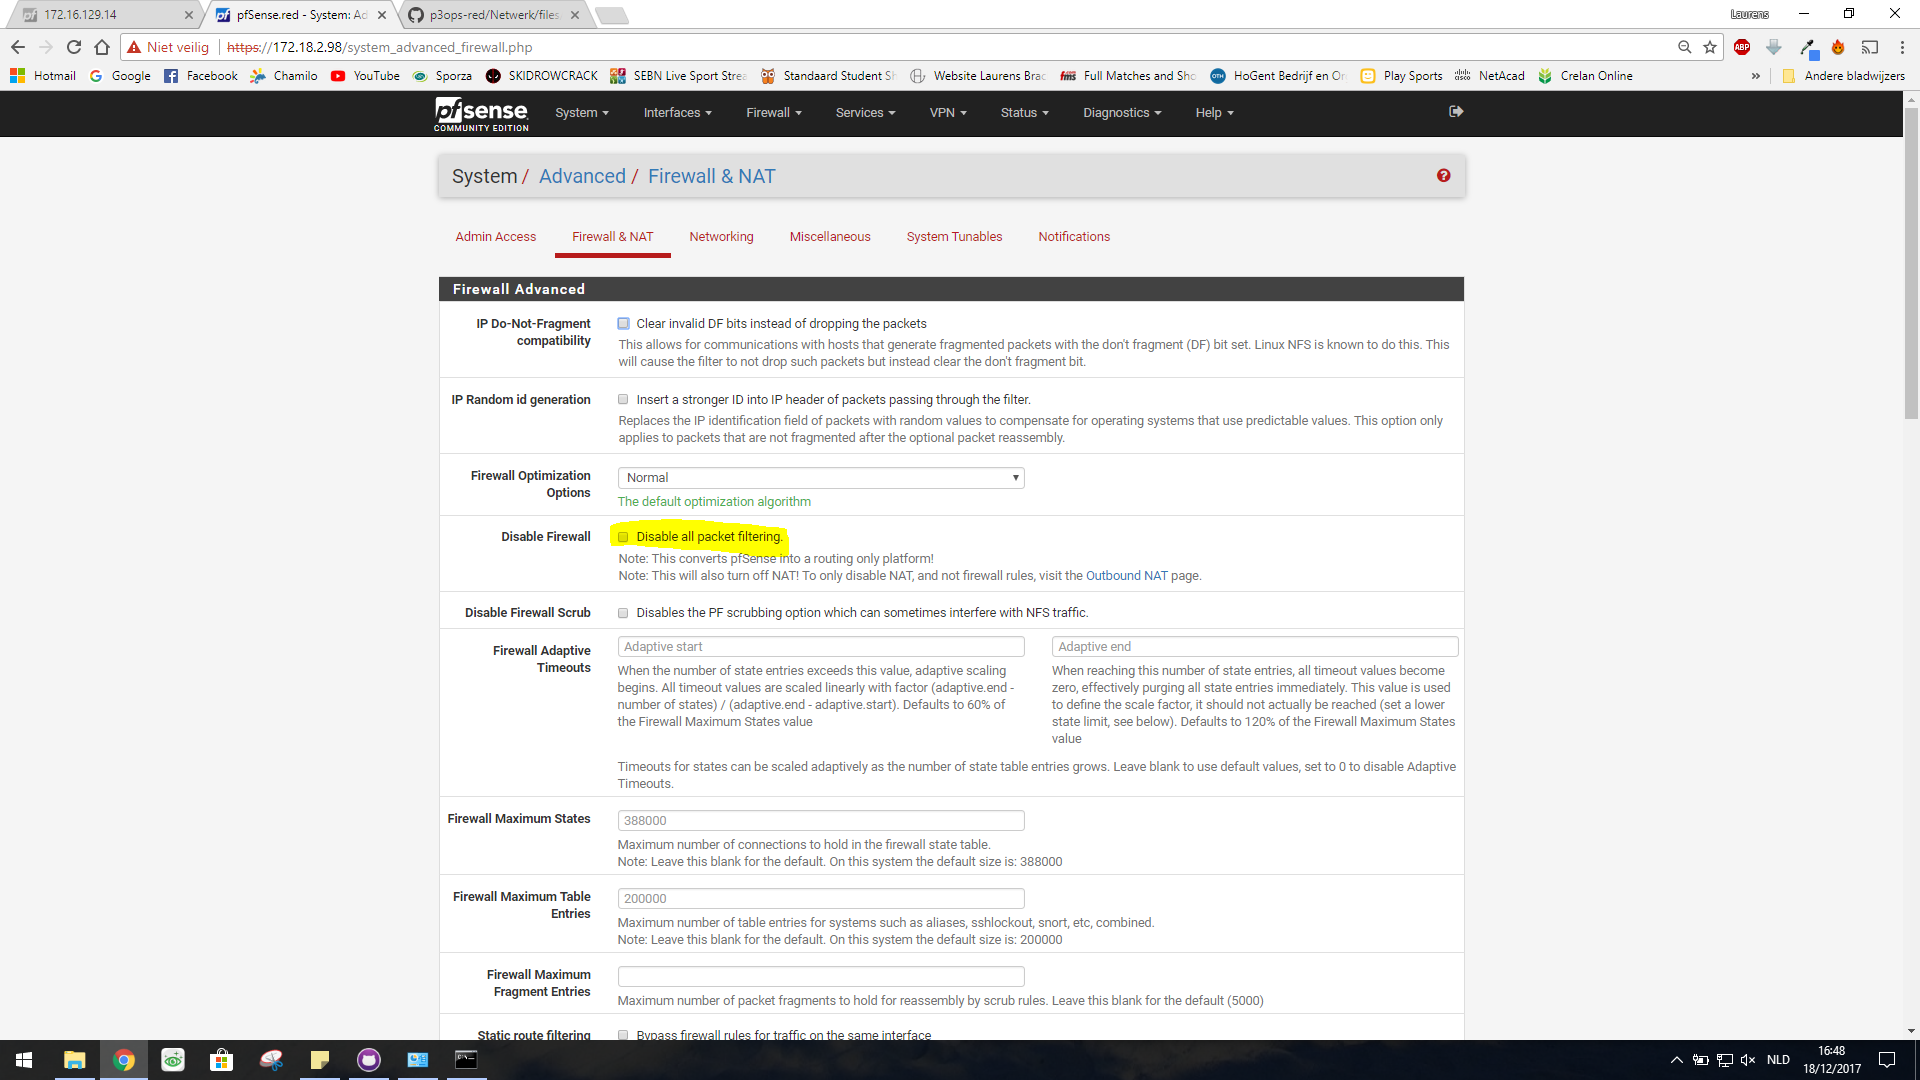 172.16.129.14
pfSense.red - System: Ad
p3ops-red/Netwerk/files
Laurens
Niet veilig
https://172.18.2.98/system_advanced_firewall.php
ABP
Hotmail
Google
Facebook
Chamilo
YouTube
Sporza
SKIDROWCRACK
SEBN Live Sport Strea
Standaard Student Sh
Website Laurens Brac
Full Matches and Sho
HoGent Bedrijf en Or
Play Sports
NetAcad
Crelan Online
»
Andere bladwijzers
pfsense
COMMUNITY EDITION
System
Interfaces
Firewall
Services
VPN
Status
Diagnostics
Help
System / Advanced / Firewall & NAT
Admin Access
Firewall & NAT
Networking
Miscellaneous
System Tunables
Notifications
Firewall Advanced
IP Do-Not-Fragment
compatibility
Clear invalid DF bits instead of dropping the packets
This allows for communications with hosts that generate fragmented packets with the don't fragment (DF) bit set. Linux NFS is known to do this. This
will cause the filter to not drop such packets but instead clear the don't fragment bit.
IP Random id generation
Insert a stronger ID into IP header of packets passing through the filter.
Replaces the IP identification field of packets with random values to compensate for operating systems that use predictable values. This option only
applies to packets that are not fragmented after the optional packet reassembly.
Firewall Optimization
Options
Normal
The default optimization algorithm
Disable Firewall
Disable all packet filtering.
Note: This converts pfSense into a routing only platform!
Note: This will also turn off NAT! To only disable NAT, and not firewall rules, visit the Outbound NAT page.
Disable Firewall Scrub
Disables the PF scrubbing option which can sometimes interfere with NFS traffic.
Firewall Adaptive
Timeouts
Adaptive start
When the number of state entries exceeds this value, adaptive scaling
begins. All timeout values are scaled linearly with factor (adaptive.end -
number of states) / (adaptive.end - adaptive.start). Defaults to 60% of
the Firewall Maximum States value
Adaptive end
When reaching this number of state entries, all timeout values become
zero, effectively purging all state entries immediately. This value is used
to define the scale factor, it should not actually be reached (set a lower
state limit, see below). Defaults to 120% of the Firewall Maximum States
value
Timeouts for states can be scaled adaptively as the number of state table entries grows. Leave blank to use default values, set to 0 to disable Adaptive
Timeouts.
Firewall Maximum States
388000
Maximum number of connections to hold in the firewall state table.
Note: Leave this blank for the default. On this system the default size is: 388000
Firewall Maximum Table
Entries
200000
Maximum number of table entries for systems such as aliases, sshlockout, snort, etc, combined.
Note: Leave this blank for the default. On this system the default size is: 200000
Firewall Maximum
Fragment Entries
Maximum number of packet fragments to hold for reassembly by scrub rules. Leave this blank for the default (5000)
Static route filtering
Bypass firewall rules for traffic on the same interface
NLD
16:48
18/12/2017